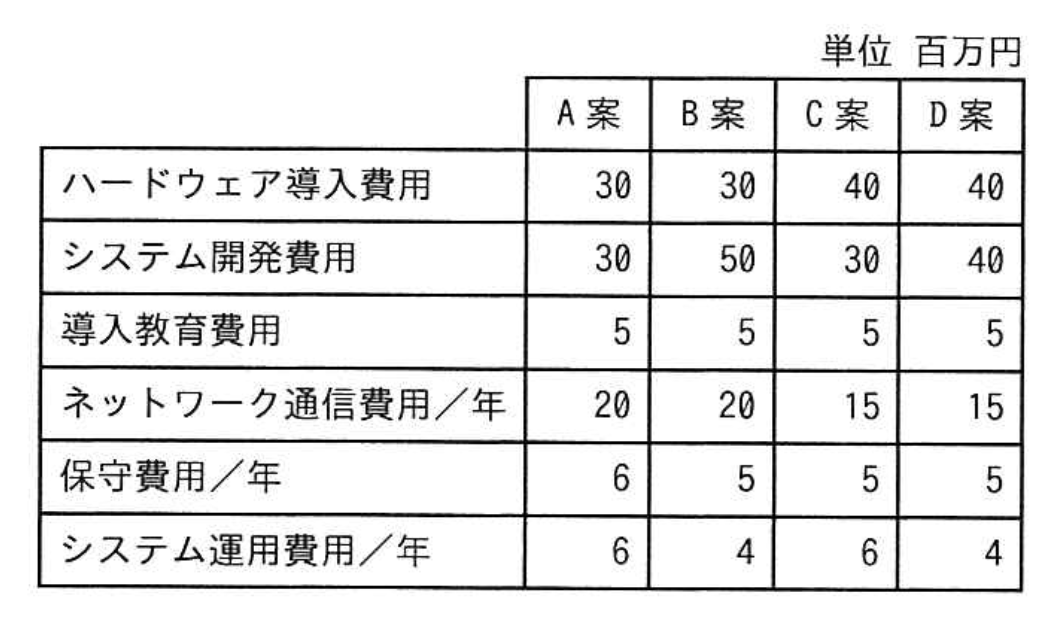 単位 百万円
A案 B案 C案 D案
ハードウェア導入費用 30 30 40 40
システム開発費用 30 50 30 40
導入教育費用 5 5 5 5
ネットワーク通信費用／年 20 20 15 15
保守費用／年 6 5 5 5
システム運用費用／年 6 4 6 4